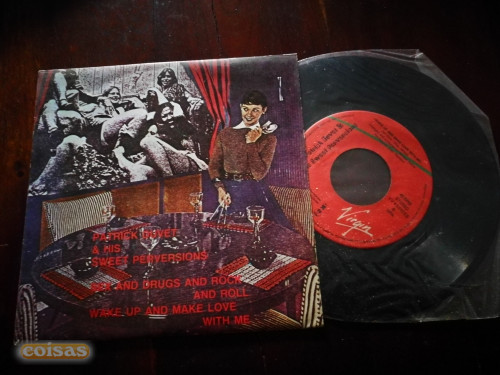 PATRICK
& HIS
SWEET PERVERSIONS
SEX AND DRUGS AND ROCK
AND ROLL
WAKE UP AND MAKE LOVE
WITH ME
Virgin
coisas